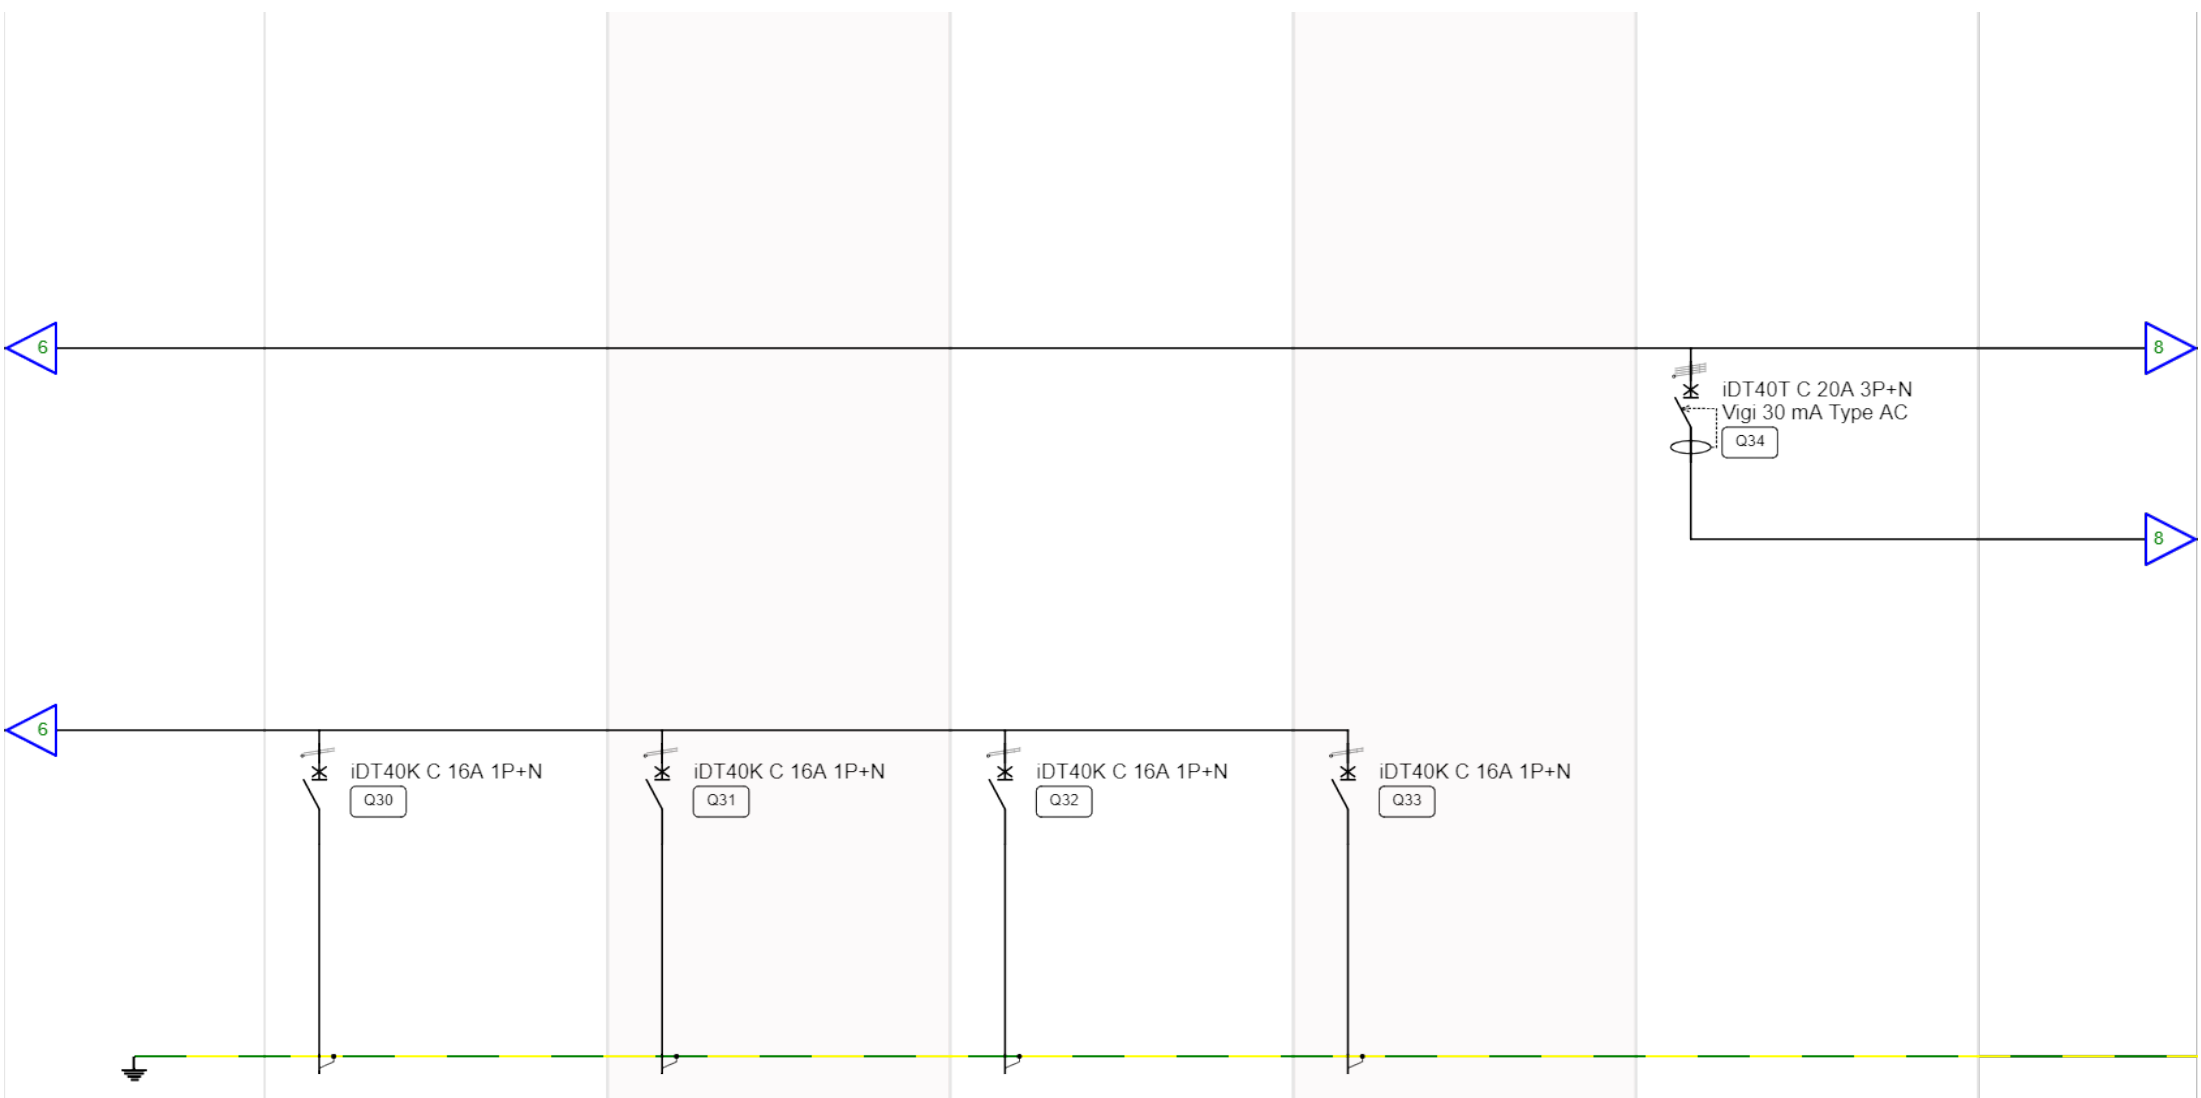 6
8
iDT40T C 20A 3P+N
Vigi 30 mA Type AC
Q34
8
6
iDT40K C 16A 1P+N
Q30
iDT40K C 16A 1P+N
Q31
iDT40K C 16A 1P+N
Q32
iDT40K C 16A 1P+N
Q33